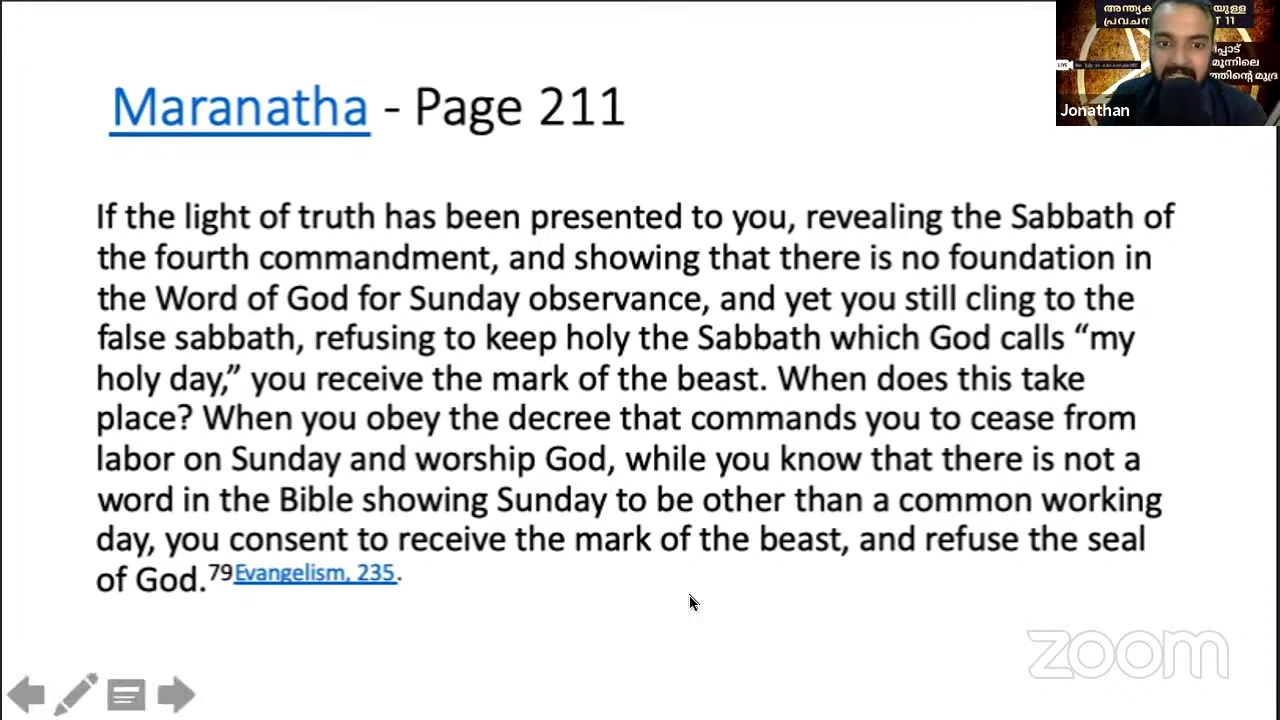 Maranatha - Page 211
If the light of truth has been presented to you, revealing the Sabbath of
the fourth commandment, and showing that there is no foundation in
the Word of God for Sunday observance, and yet you still cling to the
false sabbath, refusing to keep holy the Sabbath which God calls “my
holy day,” you receive the mark of the beast. When does this take
place? When you obey the decree that commands you to cease from
labor on Sunday and worship God, while you know that there is not a
word in the Bible showing Sunday to be other than a common working
day, you consent to receive the mark of the beast, and refuse the seal
of God.79Evangelism, 235.
യുള്ള
T 11
മൂന്നിലെ
LIVE
Jonathan
zoom